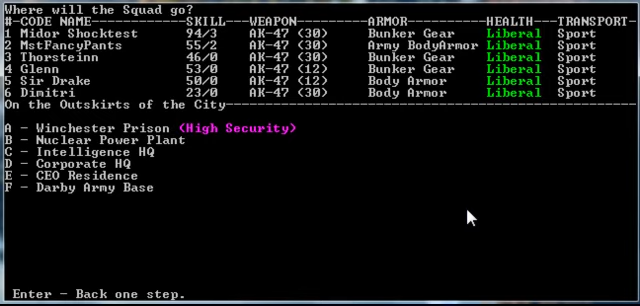 Where will the Squad go?
#-CODE NAME------------SKILL---WEAPON---------ARMOR----------HEALTH---TRANSPORT-
1 Midor Shocktest      94/3    AK-47 (30)     Bunker Gear    Liberal  Sport
2 MstFancyPants        55/2    AK-47 (30)     Army BodyArmor Liberal  Sport
3 Thorsteinn           46/0    AK-47 (30)     Bunker Gear    Liberal  Sport
4 Glenn                53/0    AK-47 (12)     Bunker Gear    Liberal  Sport
5 Sir Drake            50/0    AK-47 (12)     Body Armor     Liberal  Sport
6 Dimitri              23/0    AK-47 (30)     Body Armor     Liberal  Sport
On the Outskirts of the City----------------------------------------------------
A - Winchester Prison (High Security)
B - Nuclear Power Plant
C - Intelligence HQ
D - Corporate HQ
E - CEO Residence
F - Darby Army Base
Enter - Back one step.